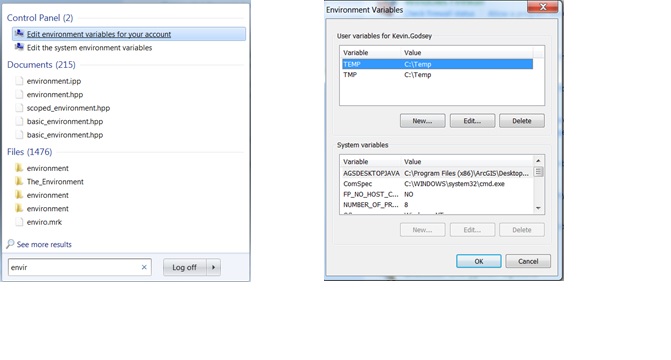 Control Panel (2)
Edit environment variables for your account
Edit the system environment variables
Documents (215)
environment.ipp
environment.hpp
scoped_environment.hpp
basic_environment.hpp
basic_environment.hpp
Files (1476)
environment
The_Environment
environment
environment
enviro.mrk
See more results
envir
Log off
Environment Variables
User variables for Kevin.Godsey
Variable Value
TEMP C:\Temp
TMP C:\Temp
New... Edit... Delete
System variables
Variable Value
AGSDESKTOPJAVA C:\Program Files (x86)\ArcGIS\Desktop...
ComSpec C:\WINDOWS\system32\cmd.exe
FP_NO_HOST_C... NO
NUMBER_OF_PR... 8
New... Edit... Delete
OK Cancel